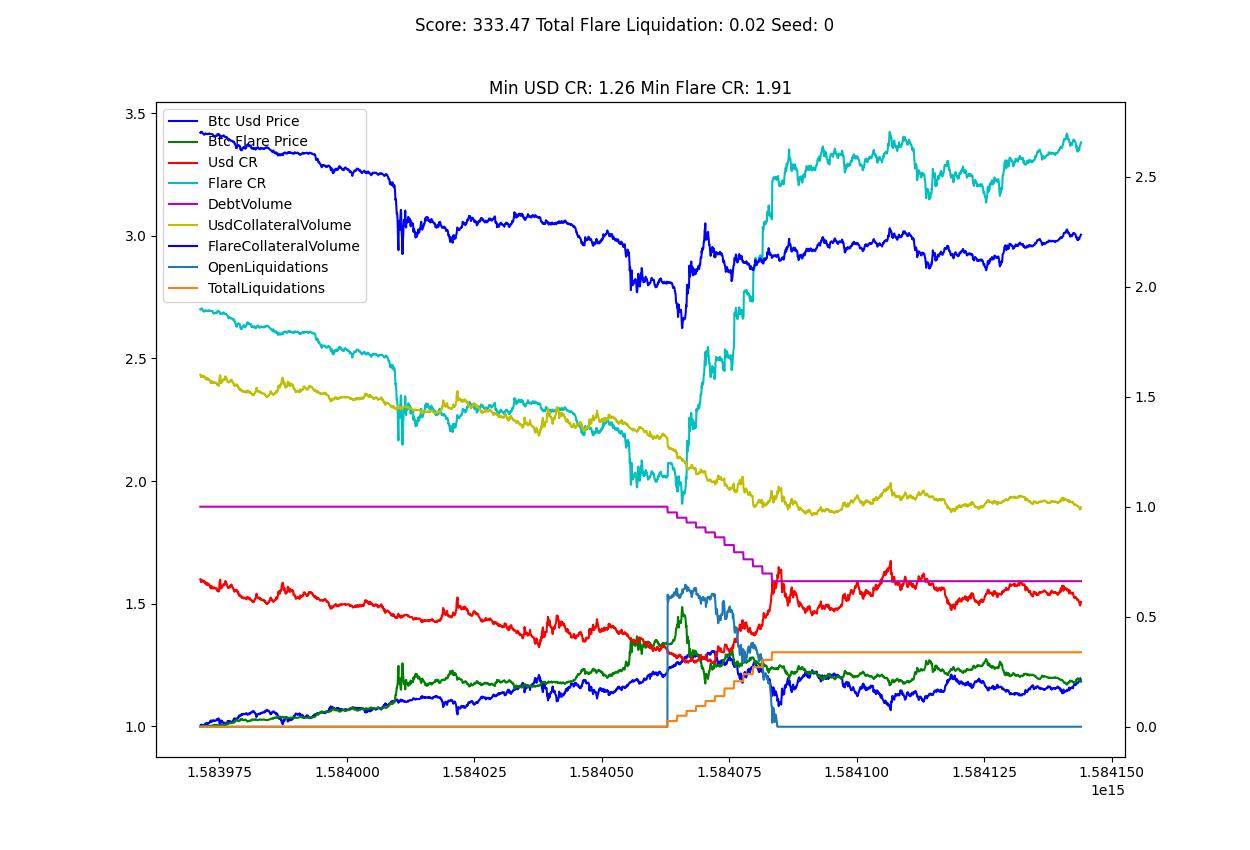 Score: 333.47 Total Flare Liquidation: 0.02 Seed: 0
Min USD CR: 1.26 Min Flare CR: 1.91
Btc Usd Price
Btc Flare Price
Usd CR
Flare CR
DebtVolume
UsdCollateralVolume
FlareCollateralVolume
OpenLiquidations
TotalLiquidations
3.5
3.0
2.5
2.0
1.5
1.0
2.5
2.0
1.5
1.0
0.5
0.0
1.583975 1.584000 1.584025 1.584050 1.584075 1.584100 1.584125 1.584150
1e15